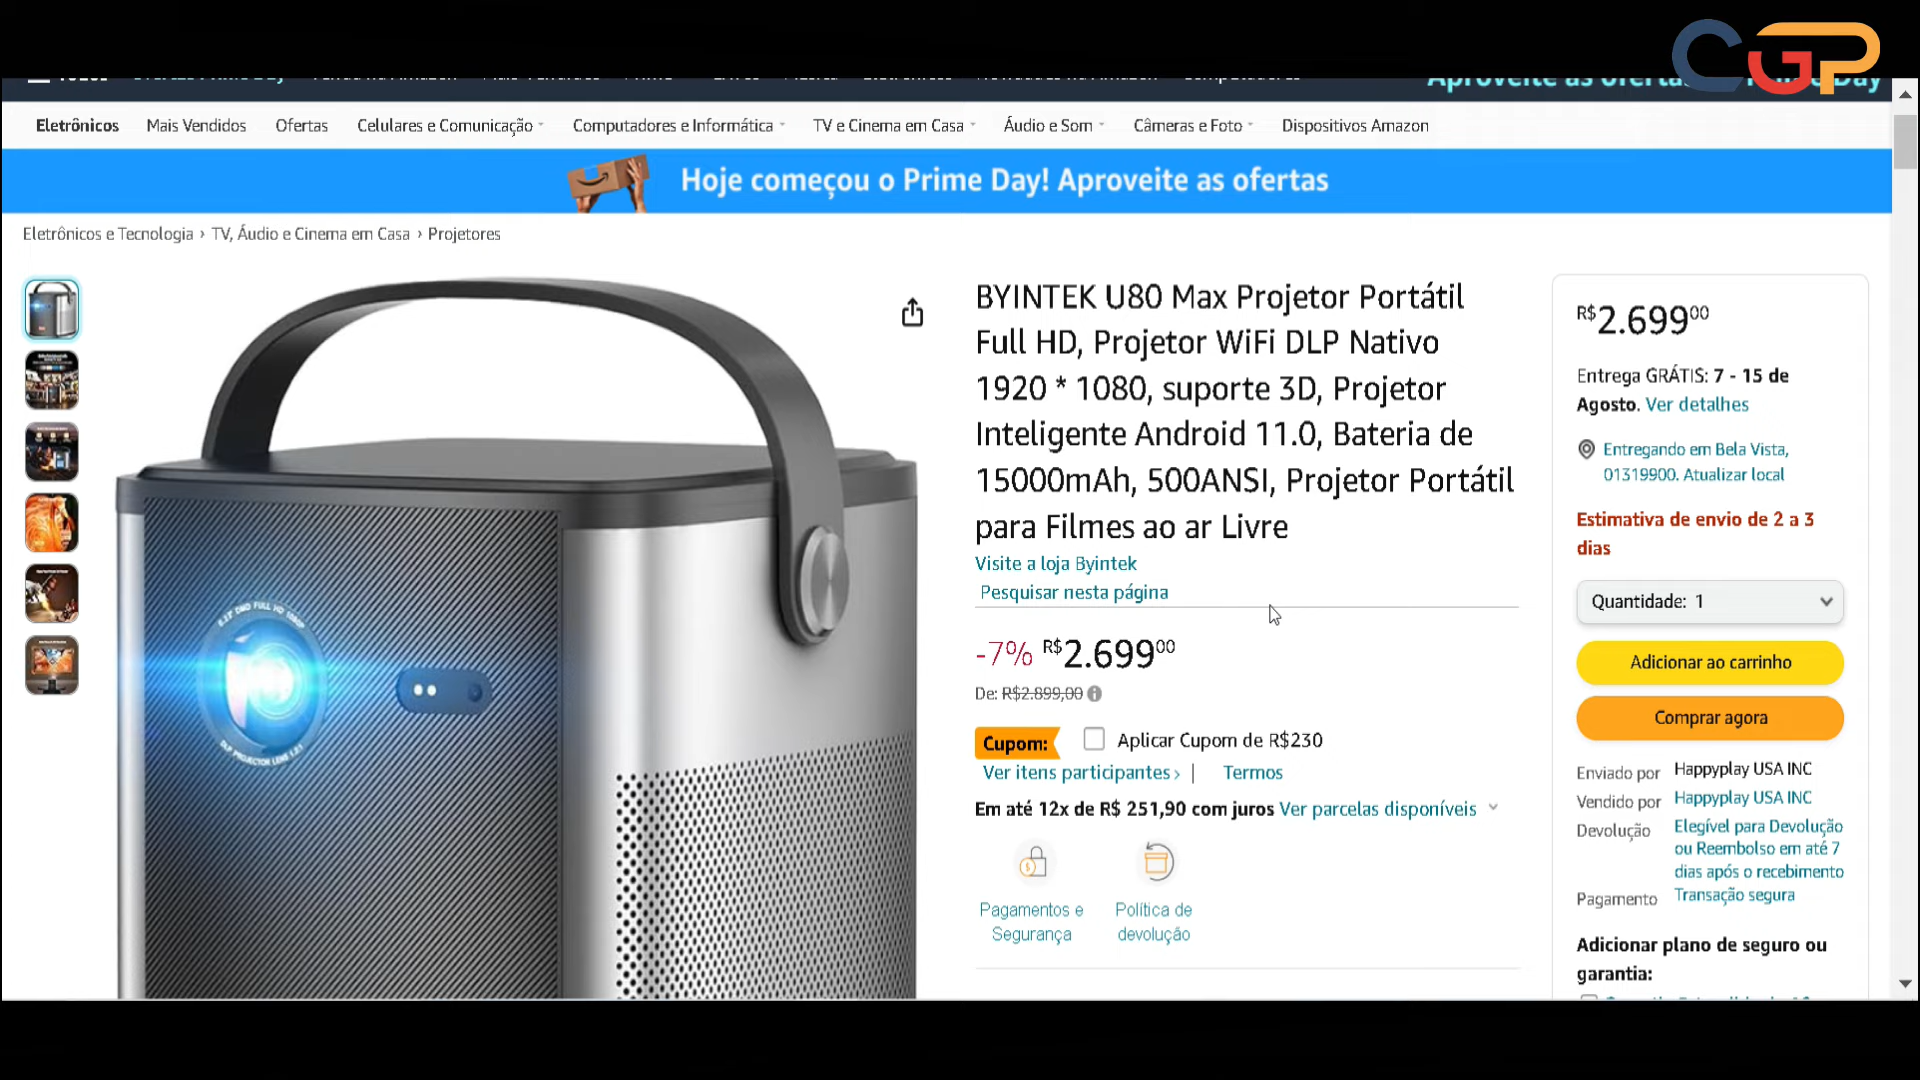 CGP
Eletrônicos Mais Vendidos Ofertas Celulares e Comunicação Computadores e Informática TV e Cinema em Casa Áudio e Som Câmeras e Foto Dispositivos Amazon
Hoje começou o Prime Day! Aproveite as ofertas
Eletrônicos e Tecnologia › TV, Áudio e Cinema em Casa › Projetores
BYINTEK U80 Max Projetor Portátil
Full HD, Projetor WiFi DLP Nativo
1920 * 1080, suporte 3D, Projetor
Inteligente Android 11.0, Bateria de
15000mAh, 500ANSI, Projetor Portátil
para Filmes ao ar Livre
Visite a loja Byintek
Pesquisar nesta página
-7% R$2.69900
De: R$2.899,00
Cupom: Aplicar Cupom de R$230
Ver itens participantes › | Termos
Em até 12x de R$ 251,90 com juros Ver parcelas disponíveis
Pagamentos e
Segurança
Política de
devolução
R$2.69900
Entrega GRÁTIS: 7 - 15 de
Agosto. Ver detalhes
Entregando em Bela Vista,
01319900. Atualizar local
Estimativa de envio de 2 a 3
dias
Quantidade: 1
Adicionar ao carrinho
Comprar agora
Enviado por Happyplay USA INC
Vendido por Happyplay USA INC
Devolução Elegível para Devolução
ou Reembolso em até 7
dias após o recebimento
Pagamento Transação segura
Adicionar plano de seguro ou
garantia: